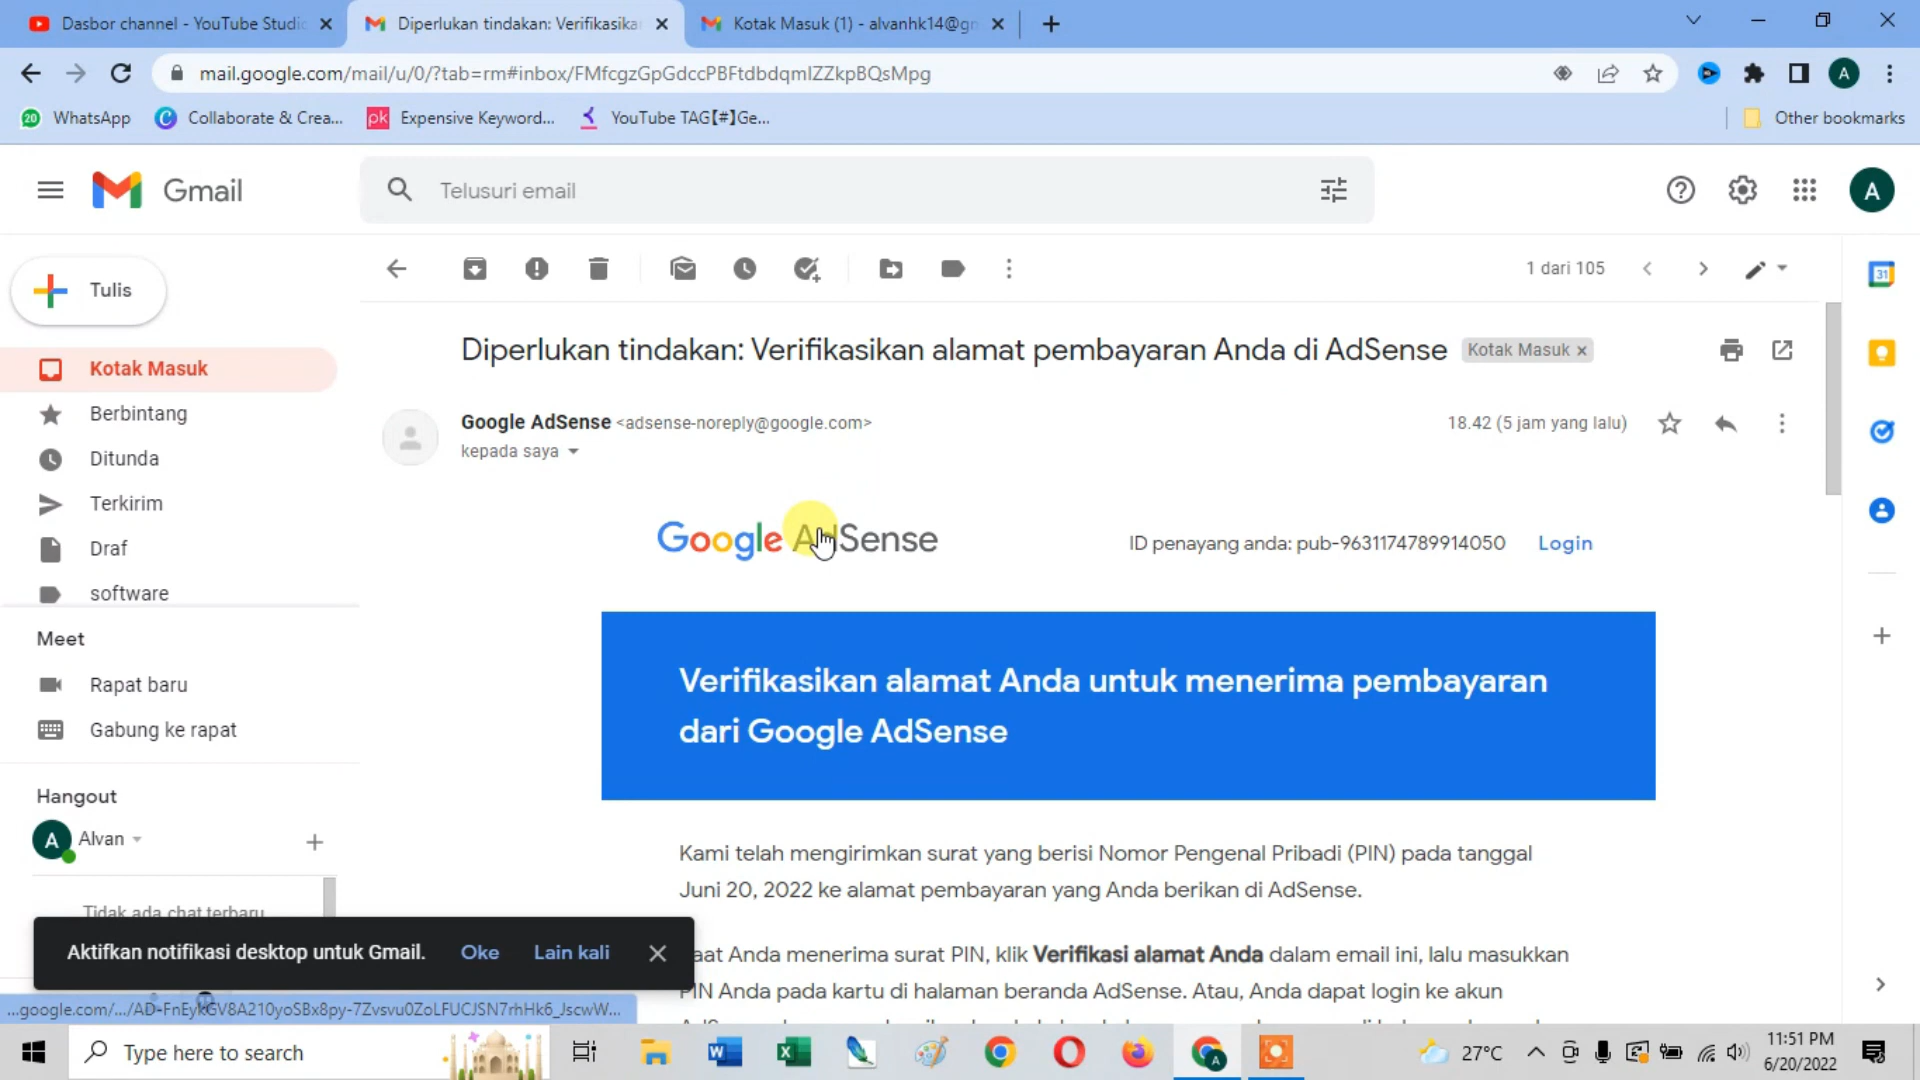 Dasbor channel - YouTube Studio
Diperlukan tindakan: Verifikasika
Kotak Masuk (1) - alvanhk14@gm
mail.google.com/mail/u/0/?tab=rm#inbox/FMfcgzGpGdccPBFtdbdqmlZZkpBQsMpg
A
20 WhatsApp
C Collaborate & Crea...
pk Expensive Keyword...
YouTube TAG【#】Ge...
Other bookmarks
Gmail
Telusuri email
A
Tulis
1 dari 105
31
Kotak Masuk
Berbintang
Ditunda
Terkirim
Draf
software
Meet
Rapat baru
Gabung ke rapat
Hangout
A Alvan
Tidak ada chat terbaru
Diperlukan tindakan: Verifikasikan alamat pembayaran Anda di AdSense
Kotak Masuk x
Google AdSense <adsense-noreply@google.com>
18.42 (5 jam yang lalu)
kepada saya
Google AdSense
ID penayang anda: pub-9631174789914050
Login
Verifikasikan alamat Anda untuk menerima pembayaran
dari Google AdSense
Kami telah mengirimkan surat yang berisi Nomor Pengenal Pribadi (PIN) pada tanggal
Juni 20, 2022 ke alamat pembayaran yang Anda berikan di AdSense.
aat Anda menerima surat PIN, klik Verifikasi alamat Anda dalam email ini, lalu masukkan
PIN Anda pada kartu di halaman beranda AdSense. Atau, Anda dapat login ke akun
Aktifkan notifikasi desktop untuk Gmail.
Oke
Lain kali
Type here to search
27°C
11:51 PM
6/20/2022